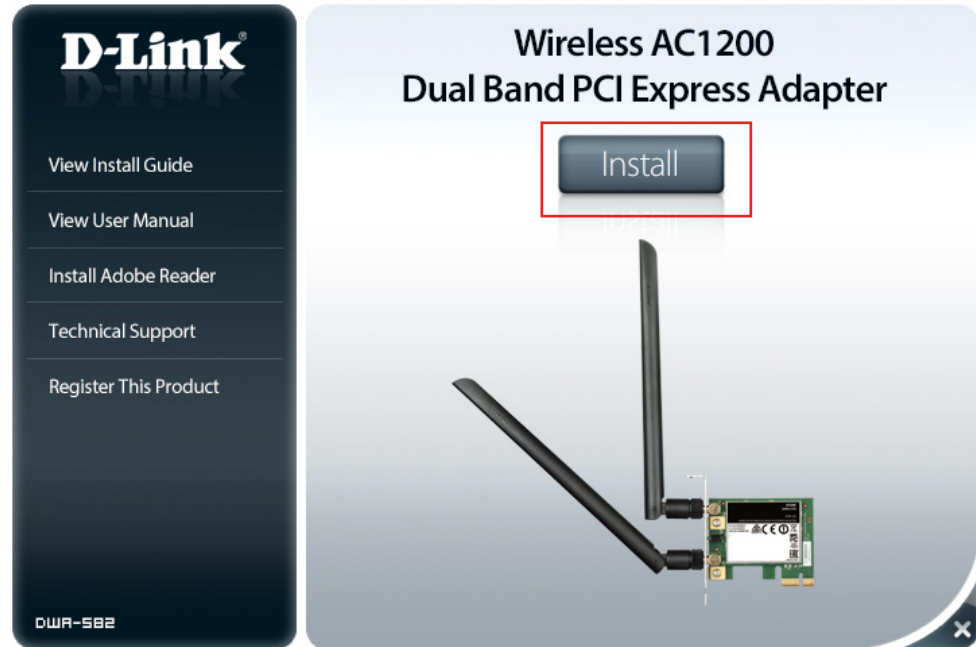 D-Link®
View Install Guide
View User Manual
Install Adobe Reader
Technical Support
Register This Product
DWA-582
Wireless AC1200
Dual Band PCI Express Adapter
Install